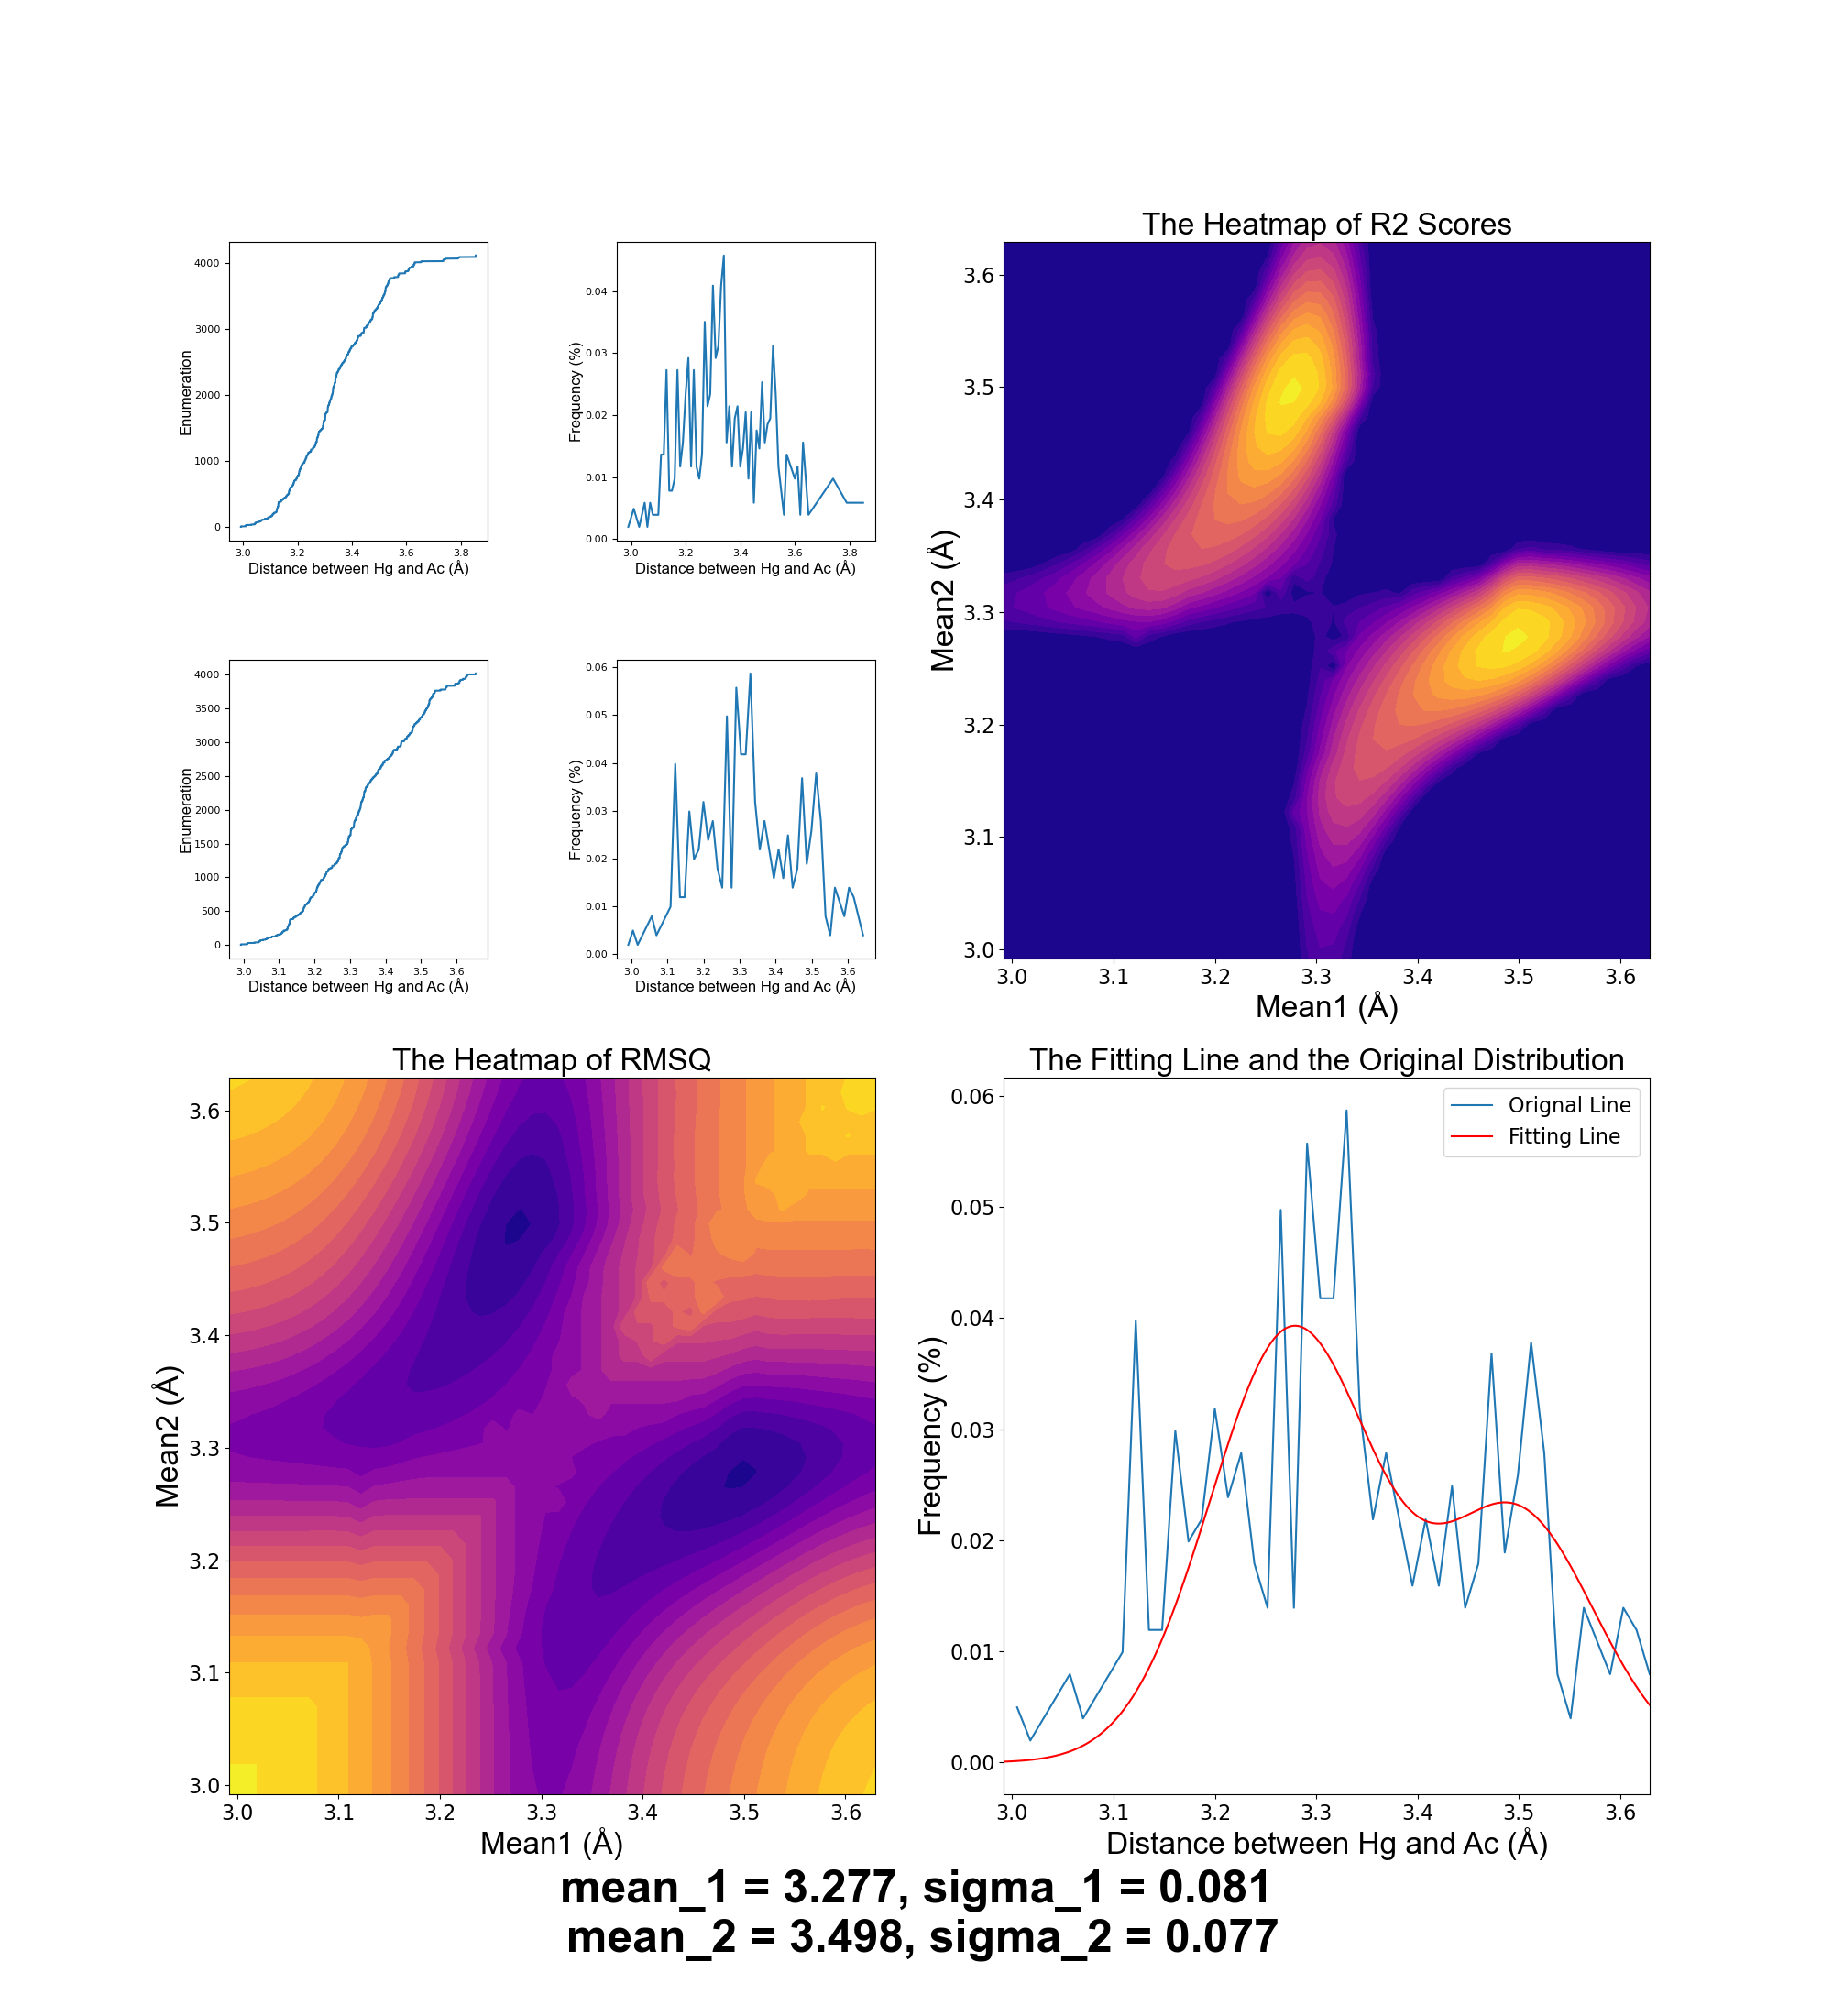 4000
3000
2000
1000
0
Enumeration
3.0 3.2 3.4 3.6 3.8
Distance between Hg and Ac (Å)
0.04
0.03
0.02
0.01
0.00
Frequency (%)
3.0 3.2 3.4 3.6 3.8
Distance between Hg and Ac (Å)
The Heatmap of R2 Scores
3.6
3.5
3.4
3.3
3.2
3.1
3.0
Mean2 (Å)
3.0 3.1 3.2 3.3 3.4 3.5 3.6
Mean1 (Å)
4000
3500
3000
2500
2000
1500
1000
500
0
Enumeration
3.0 3.1 3.2 3.3 3.4 3.5 3.6
Distance between Hg and Ac (Å)
0.06
0.05
0.04
0.03
0.02
0.01
0.00
Frequency (%)
3.0 3.1 3.2 3.3 3.4 3.5 3.6
Distance between Hg and Ac (Å)
The Heatmap of RMSQ
3.6
3.5
3.4
3.3
3.2
3.1
3.0
Mean2 (Å)
3.0 3.1 3.2 3.3 3.4 3.5 3.6
Mean1 (Å)
The Fitting Line and the Original Distribution
Orignal Line
Fitting Line
0.06
0.05
0.04
0.03
0.02
0.01
0.00
Frequency (%)
3.0 3.1 3.2 3.3 3.4 3.5 3.6
Distance between Hg and Ac (Å)
mean_1 = 3.277, sigma_1 = 0.081
mean_2 = 3.498, sigma_2 = 0.077